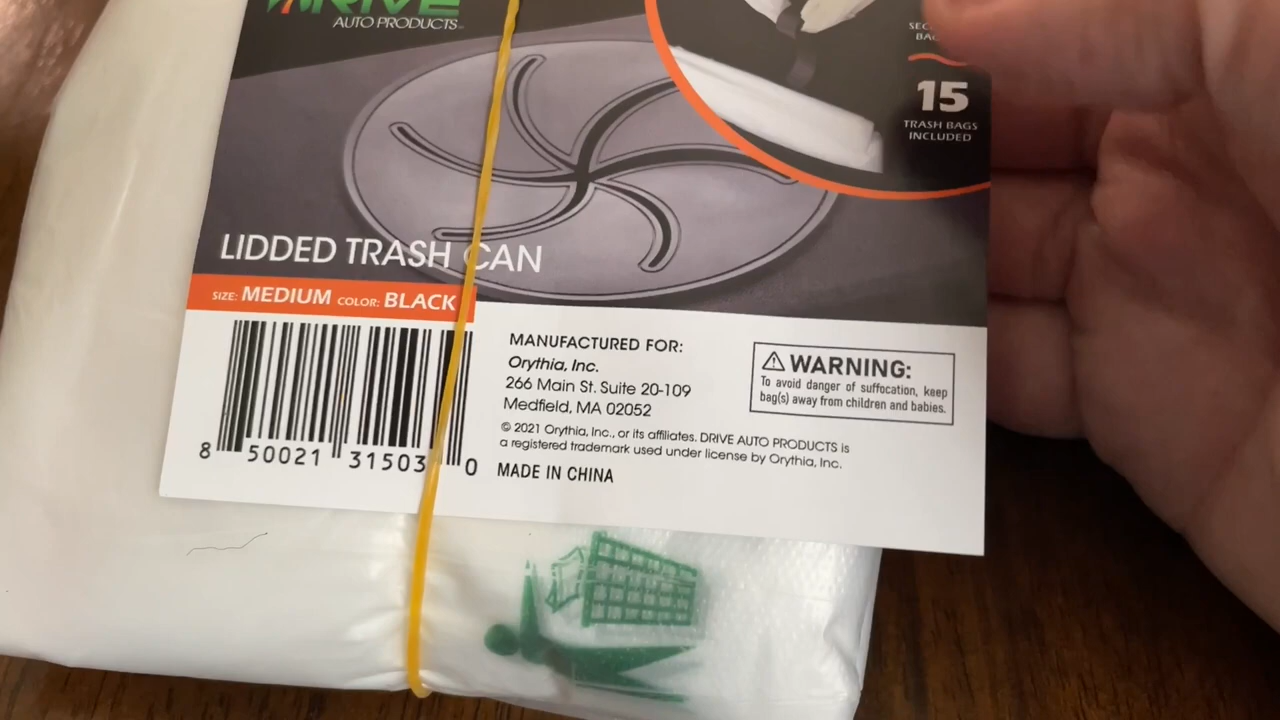 DRIVE
AUTO PRODUCTS
15
TRASH BAGS
INCLUDED
LIDDED TRASH CAN
SIZE: MEDIUM COLOR: BLACK
MANUFACTURED FOR:
Orythia, Inc.
266 Main St. Suite 20-109
Medfield, MA 02052
© 2021 Orythia, Inc., or its affiliates. DRIVE AUTO PRODUCTS is
a registered trademark used under license by Orythia, Inc.
MADE IN CHINA
⚠ WARNING:
To avoid danger of suffocation, keep
bag(s) away from children and babies.
8 50021 31503 0